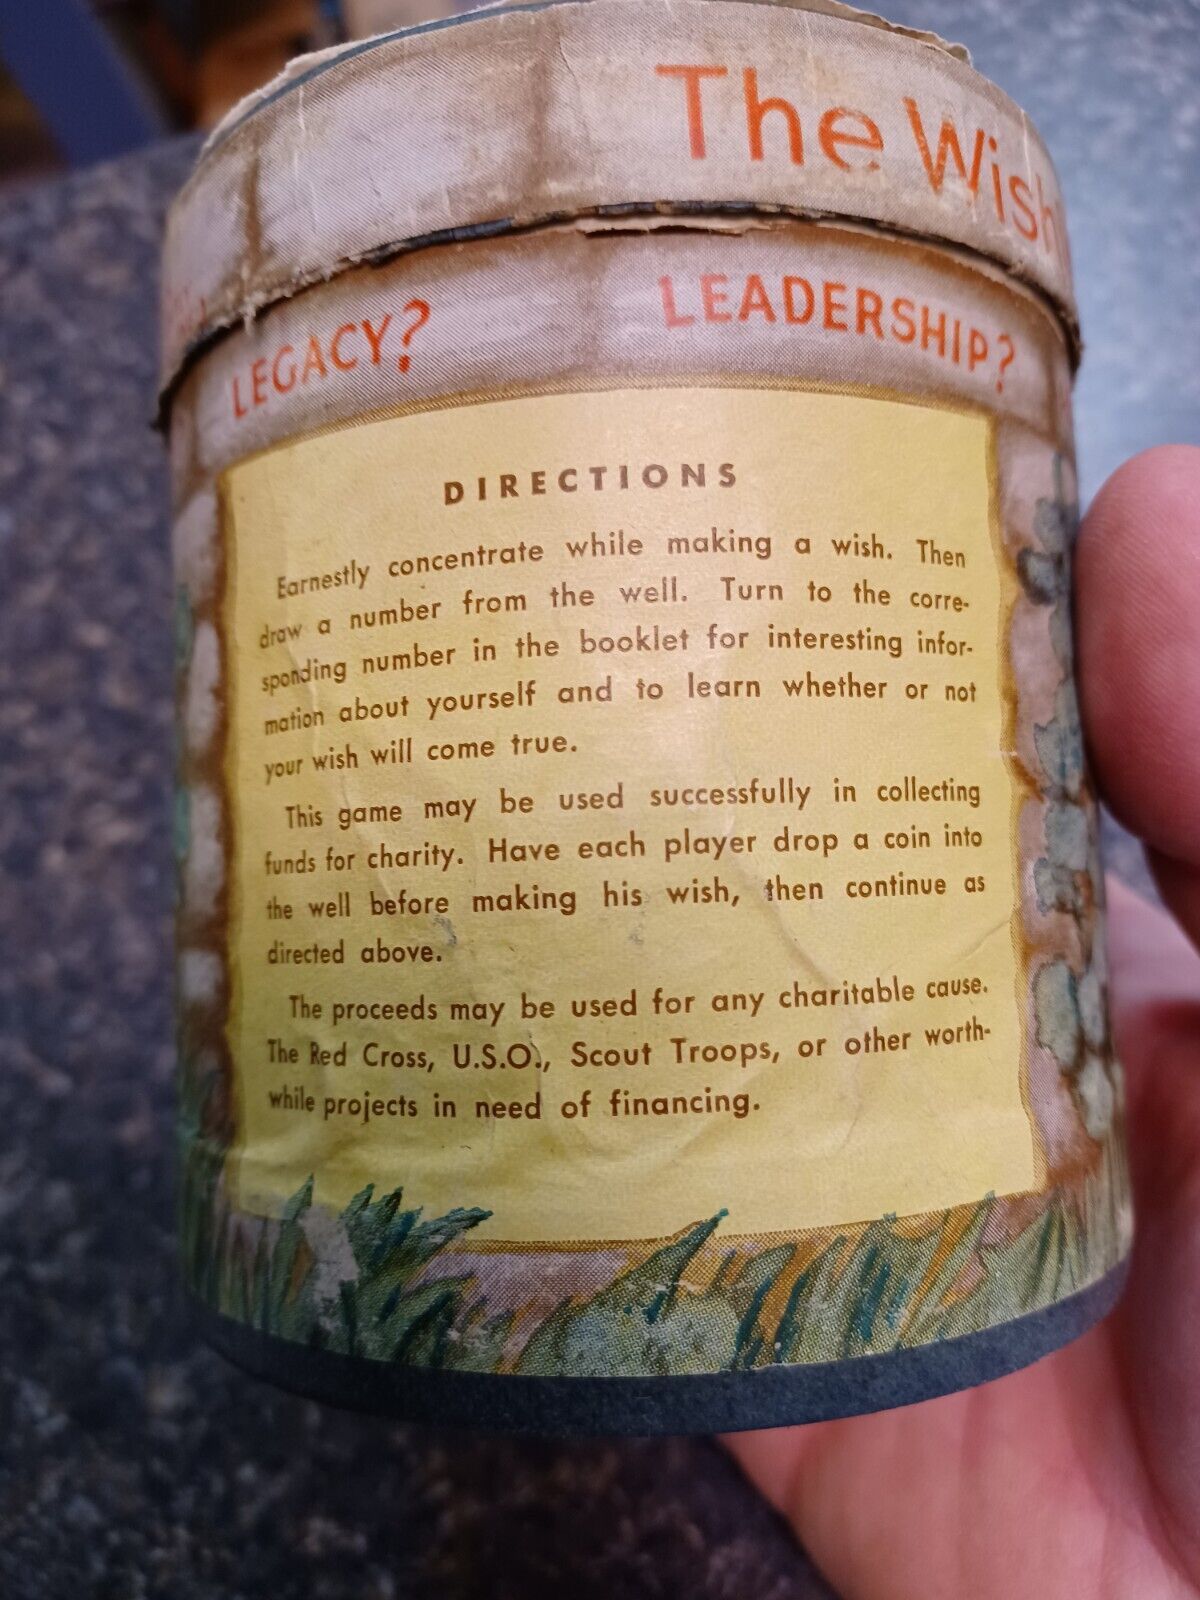 The Wish
LEGACY?
LEADERSHIP?
DIRECTIONS
Earnestly concentrate while making a wish. Then
draw a number from the well. Turn to the corre-
sponding number in the booklet for interesting infor-
mation about yourself and to learn whether or not
your wish will come true.
This game may be used successfully in collecting
funds for charity. Have each player drop a coin into
the well before making his wish, then continue as
directed above.
The proceeds may be used for any charitable cause.
The Red Cross, U.S.O., Scout Troops, or other worth-
while projects in need of financing.